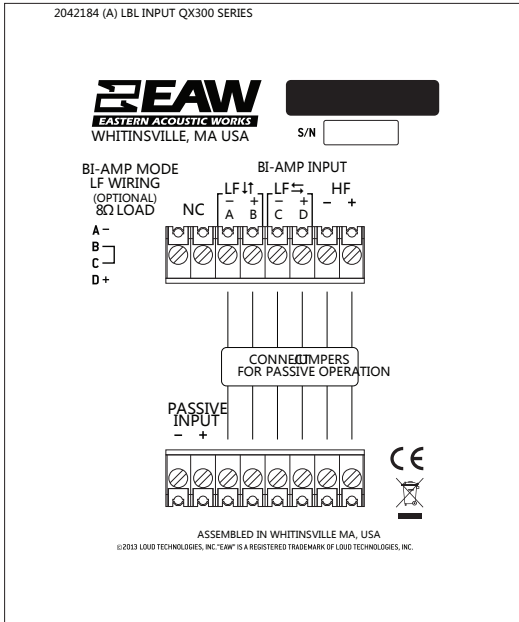 2042184 (A) LBL INPUT QX300 SERIES
EAW
EASTERN ACOUSTIC WORKS
WHITINSVILLE, MA USA
S/N
BI-AMP MODE
LF WIRING
(OPTIONAL)
8Ω LOAD
A -
B
C
D +
BI-AMP INPUT
NC
LF ↓↑ LF ⇆ HF
- + - + - +
A B C D
CONNECT JUMPERS
FOR PASSIVE OPERATION
PASSIVE
INPUT
- +
CE
ASSEMBLED IN WHITINSVILLE MA, USA
©2013 LOUD TECHNOLOGIES, INC. "EAW" IS A REGISTERED TRADEMARK OF LOUD TECHNOLOGIES, INC.